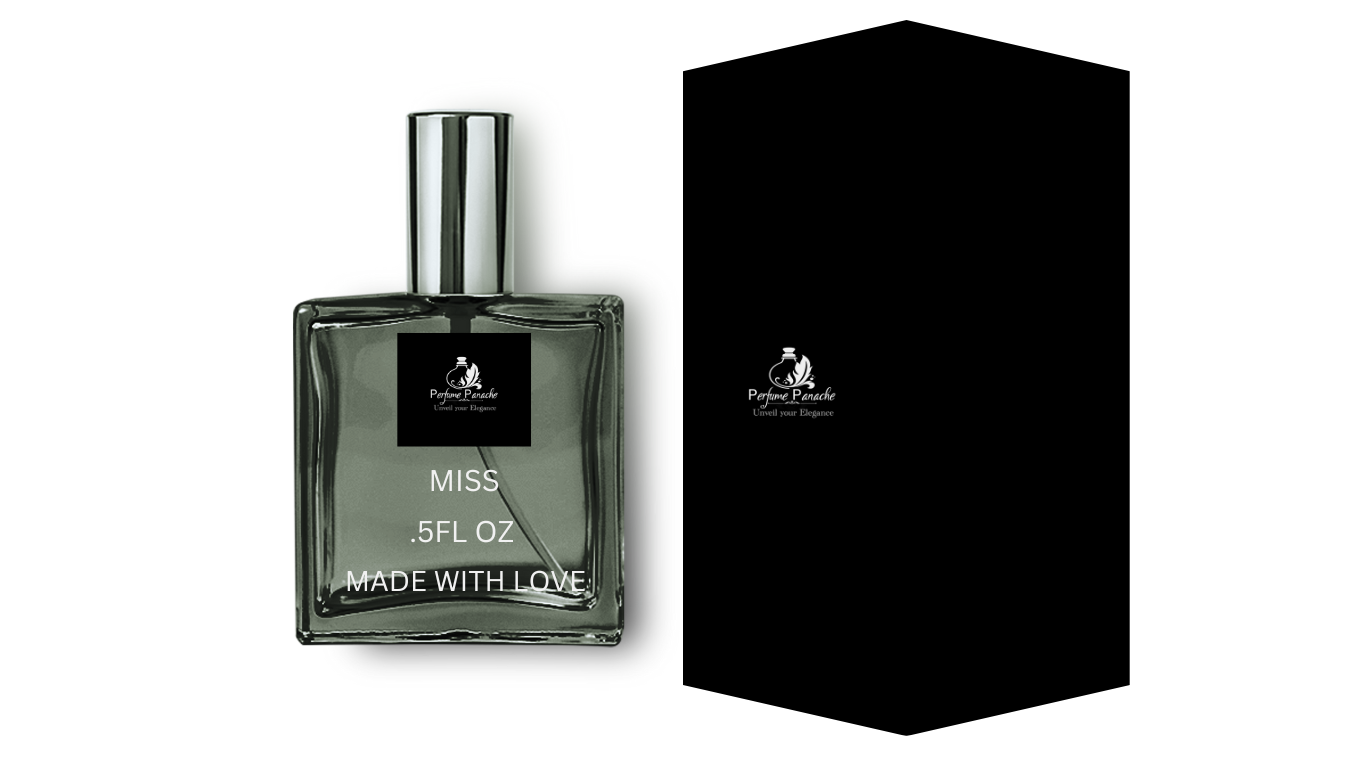 Perfume Panache
Unveil your Elegance
MISS
.5FL OZ
MADE WITH LOVE
Perfume Panache
Unveil your Elegance